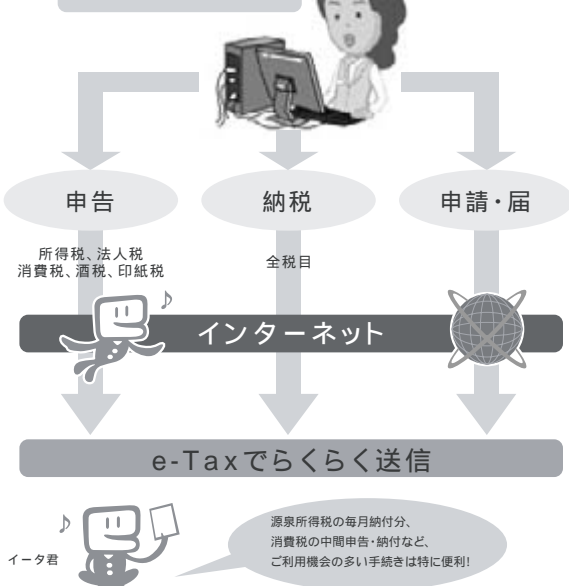 申告
納税
申請・届
所得税、法人税
消費税、酒税、印紙税
全税目
インターネット
e-Taxでらくらく送信
イータ君
源泉所得税の毎月納付分、
消費税の中間申告・納付など、
ご利用機会の多い手続きは特に便利!